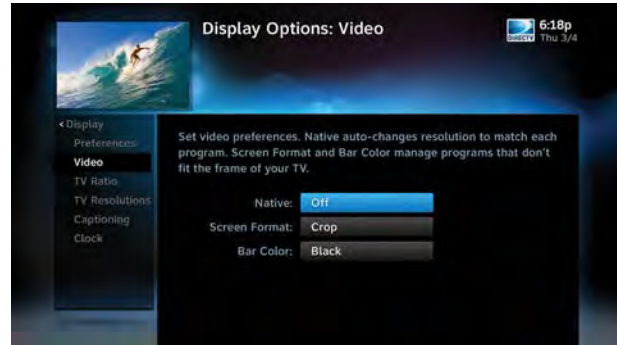 Display Options: Video
DIRECTV
6:18p
Thu 3/4
< Display
Preferences
Video
TV Ratio
TV Resolutions
Captioning
Clock
Set video preferences. Native auto-changes resolution to match each
program. Screen Format and Bar Color manage programs that don't
fit the frame of your TV.
Native: Off
Screen Format: Crop
Bar Color: Black